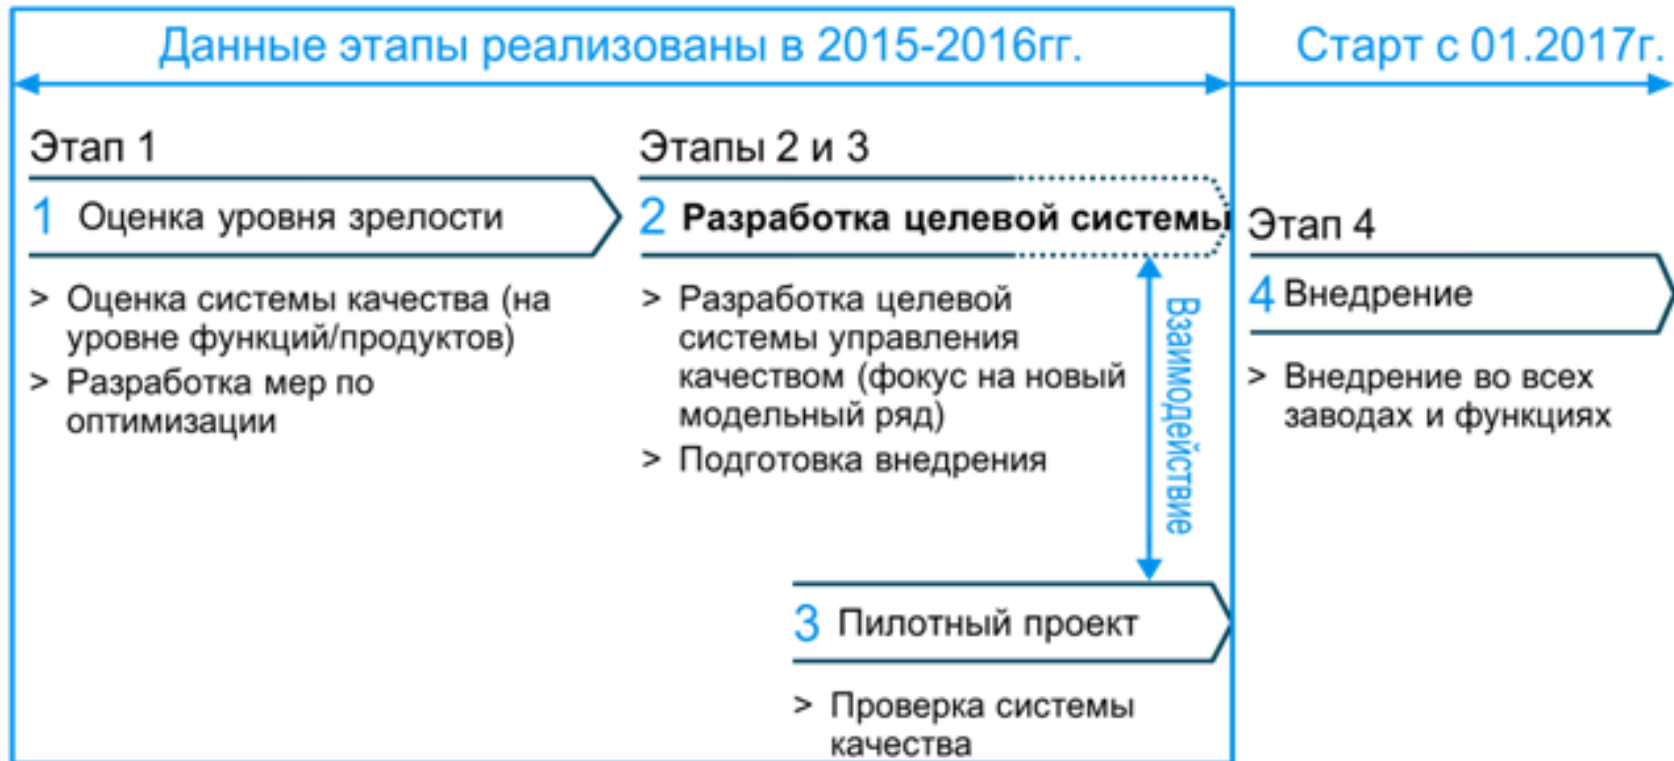 Данные этапы реализованы в 2015-2016гг.
Старт с 01.2017г.
Этап 1
1 Оценка уровня зрелости
> Оценка системы качества (на
уровне функций/продуктов)
> Разработка мер по
оптимизации
Этапы 2 и 3
2 Разработка целевой системы
> Разработка целевой
системы управления
качеством (фокус на новый
модельный ряд)
> Подготовка внедрения
Взаимодействие
3 Пилотный проект
> Проверка системы
качества
Этап 4
4 Внедрение
> Внедрение во всех
заводах и функциях